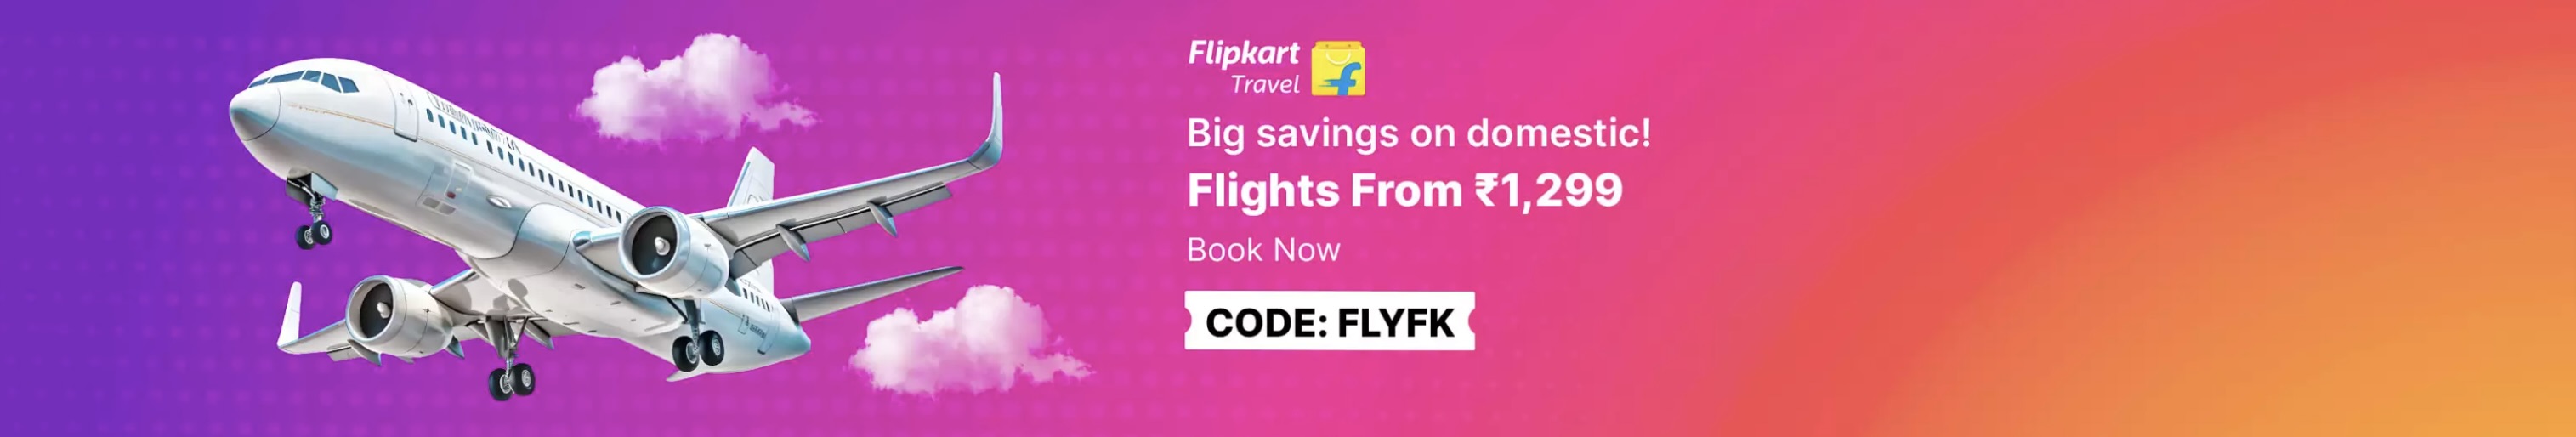 Flipkart
Travel
Big savings on domestic!
Flights From ₹1,299
Book Now
CODE: FLYFK